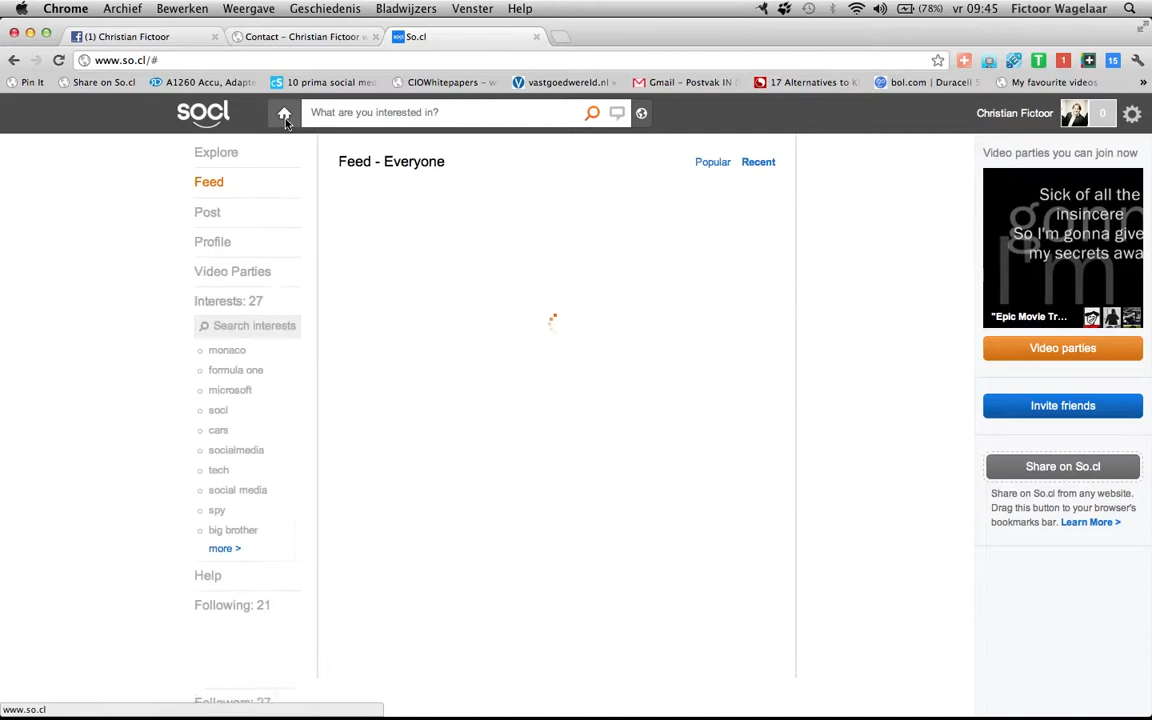 Chrome Archief Bewerken Weergave Geschiedenis Bladwijzers Venster Help (78%) vr 09:45 Fictoor Wagelaar
(1) Christian Fictoor Contact – Christian Fictoor w So.cl
www.so.cl/# 1 15
Pin It Share on So.cl A1260 Accu, Adapte 10 prima social med CIOWhitepapers – w vastgoedwereld.nl Gmail – Postvak IN 17 Alternatives to K bol.com | Duracell My favourite videos »
socl What are you interested in? Christian Fictoor 0
Explore
Feed
Post
Profile
Video Parties
Interests: 27
Search interests
monaco
formula one
microsoft
socl
cars
socialmedia
tech
social media
spy
big brother
more >
Help
Following: 21
Followers: 27
Feed - Everyone Popular Recent
Video parties you can join now
Sick of all the
insincere
So I'm gonna give
my secrets awa
gonn
I'm
"Epic Movie Tr...
Video parties
Invite friends
Share on So.cl
Share on So.cl from any website.
Drag this button to your browser's
bookmarks bar. Learn More >
www.so.cl